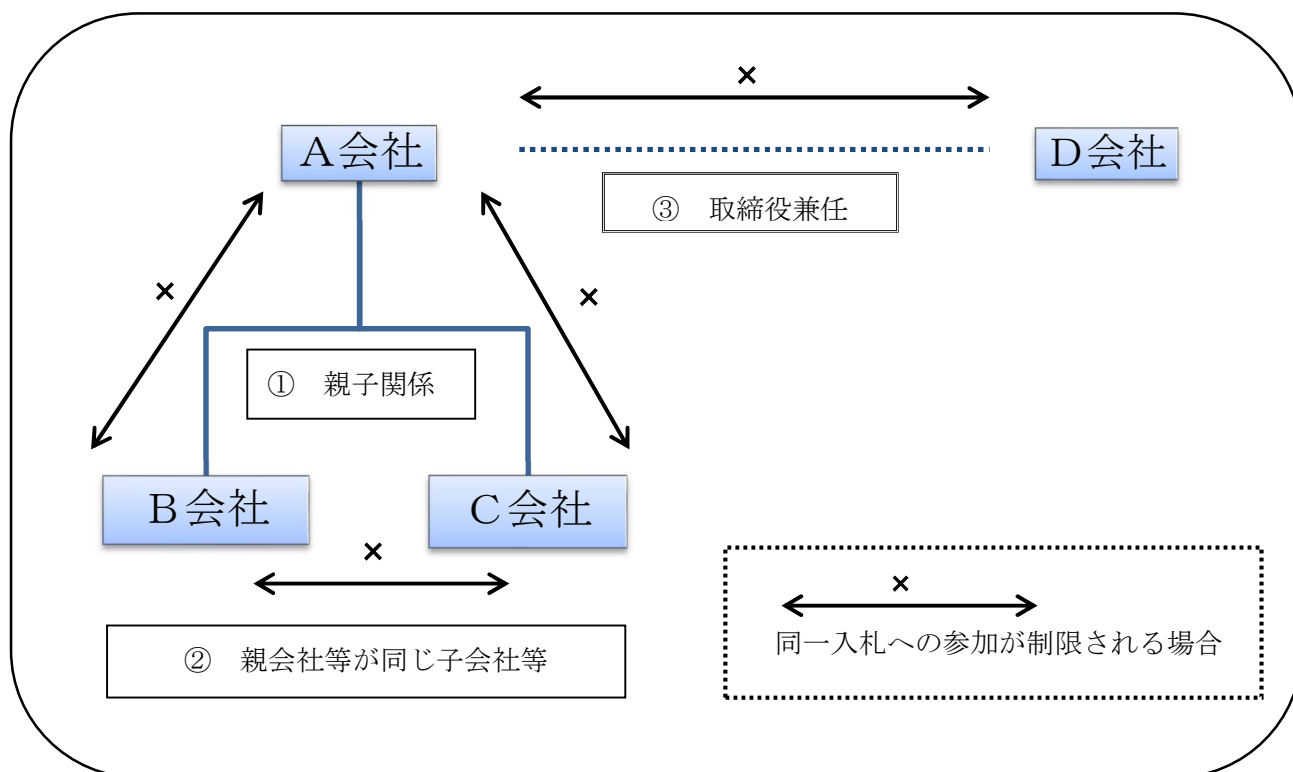 ×
Ａ会社
Ｄ会社
③　取締役兼任
×
×
①　親子関係
Ｂ会社
Ｃ会社
×
②　親会社等が同じ子会社等
×
同一入札への参加が制限される場合